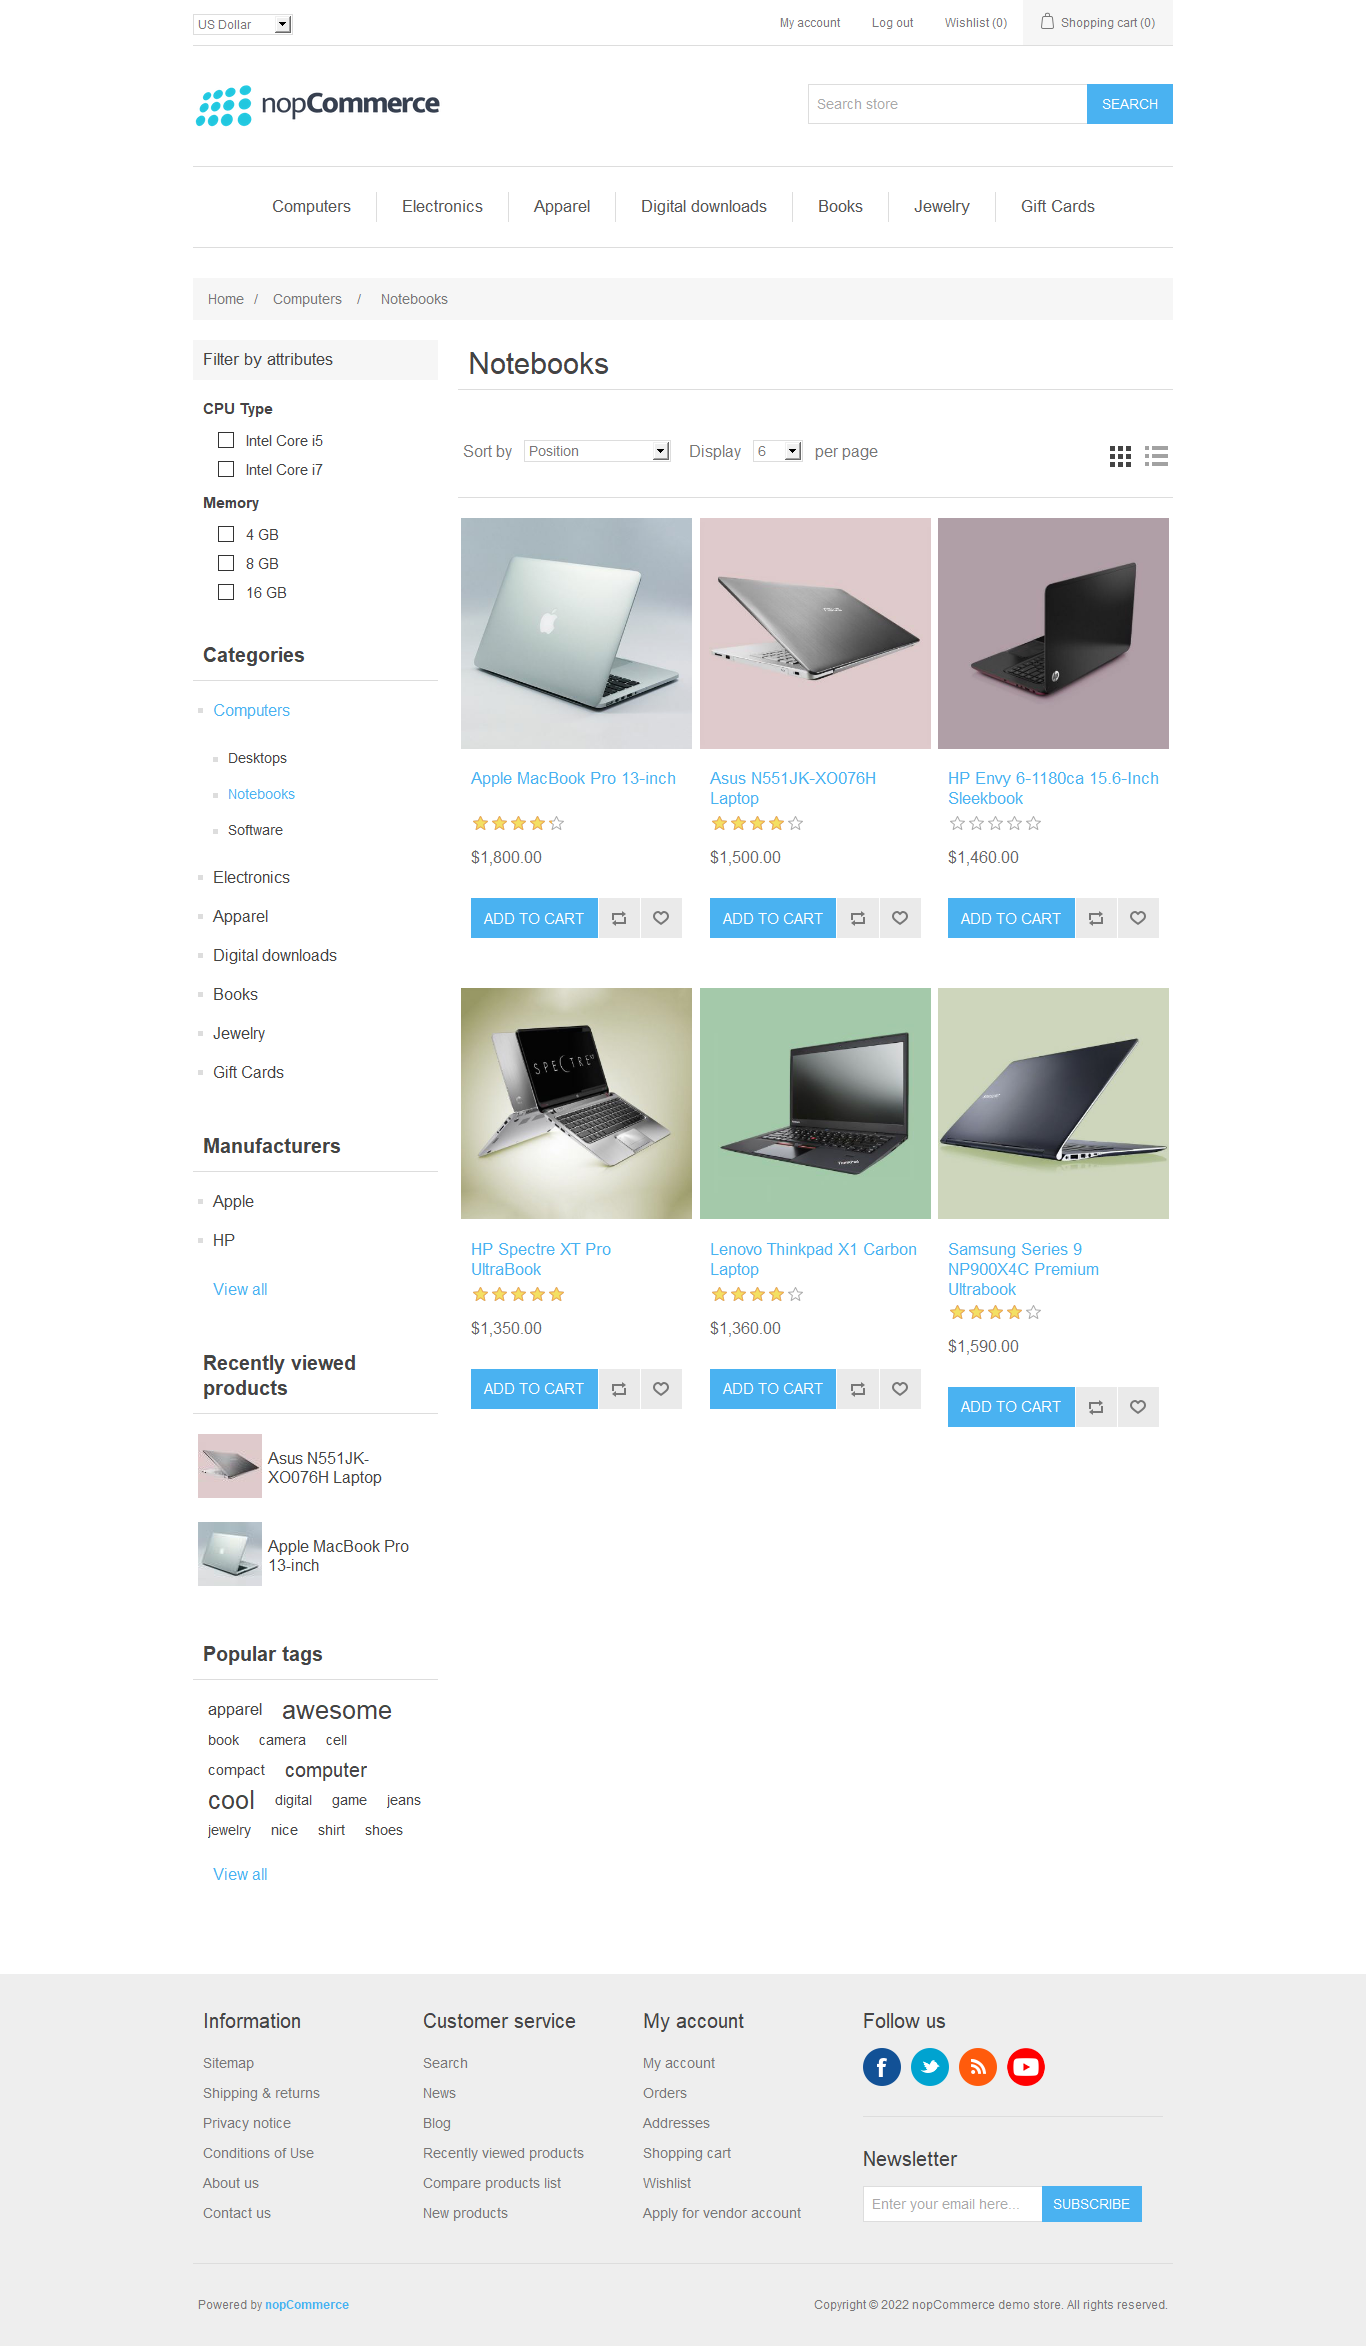 US Dollar
My account
Log out
Wishlist (0)
Shopping cart (0)
nopCommerce
Search store
SEARCH
Computers
Electronics
Apparel
Digital downloads
Books
Jewelry
Gift Cards
Home / Computers / Notebooks
Filter by attributes
CPU Type
Intel Core i5
Intel Core i7
Memory
4 GB
8 GB
16 GB
Categories
Computers
Desktops
Notebooks
Software
Electronics
Apparel
Digital downloads
Books
Jewelry
Gift Cards
Manufacturers
Apple
HP
View all
Recently viewed
products
Asus N551JK-
XO076H Laptop
Apple MacBook Pro
13-inch
Popular tags
apparel awesome
book camera cell
compact computer
cool digital game jeans
jewelry nice shirt shoes
View all
Notebooks
Sort by Position Display 6 per page
Apple MacBook Pro 13-inch
$1,800.00
ADD TO CART
ASUS
Asus N551JK-XO076H
Laptop
$1,500.00
ADD TO CART
hp
HP Envy 6-1180ca 15.6-Inch
Sleekbook
$1,460.00
ADD TO CART
SPECTRE XT
HP Spectre XT Pro
UltraBook
$1,350.00
ADD TO CART
ThinkPad
Lenovo Thinkpad X1 Carbon
Laptop
$1,360.00
ADD TO CART
Samsung Series 9
NP900X4C Premium
Ultrabook
$1,590.00
ADD TO CART
Information
Sitemap
Shipping & returns
Privacy notice
Conditions of Use
About us
Contact us
Customer service
Search
News
Blog
Recently viewed products
Compare products list
New products
My account
My account
Orders
Addresses
Shopping cart
Wishlist
Apply for vendor account
Follow us
Newsletter
Enter your email here...
SUBSCRIBE
Powered by nopCommerce
Copyright © 2022 nopCommerce demo store. All rights reserved.